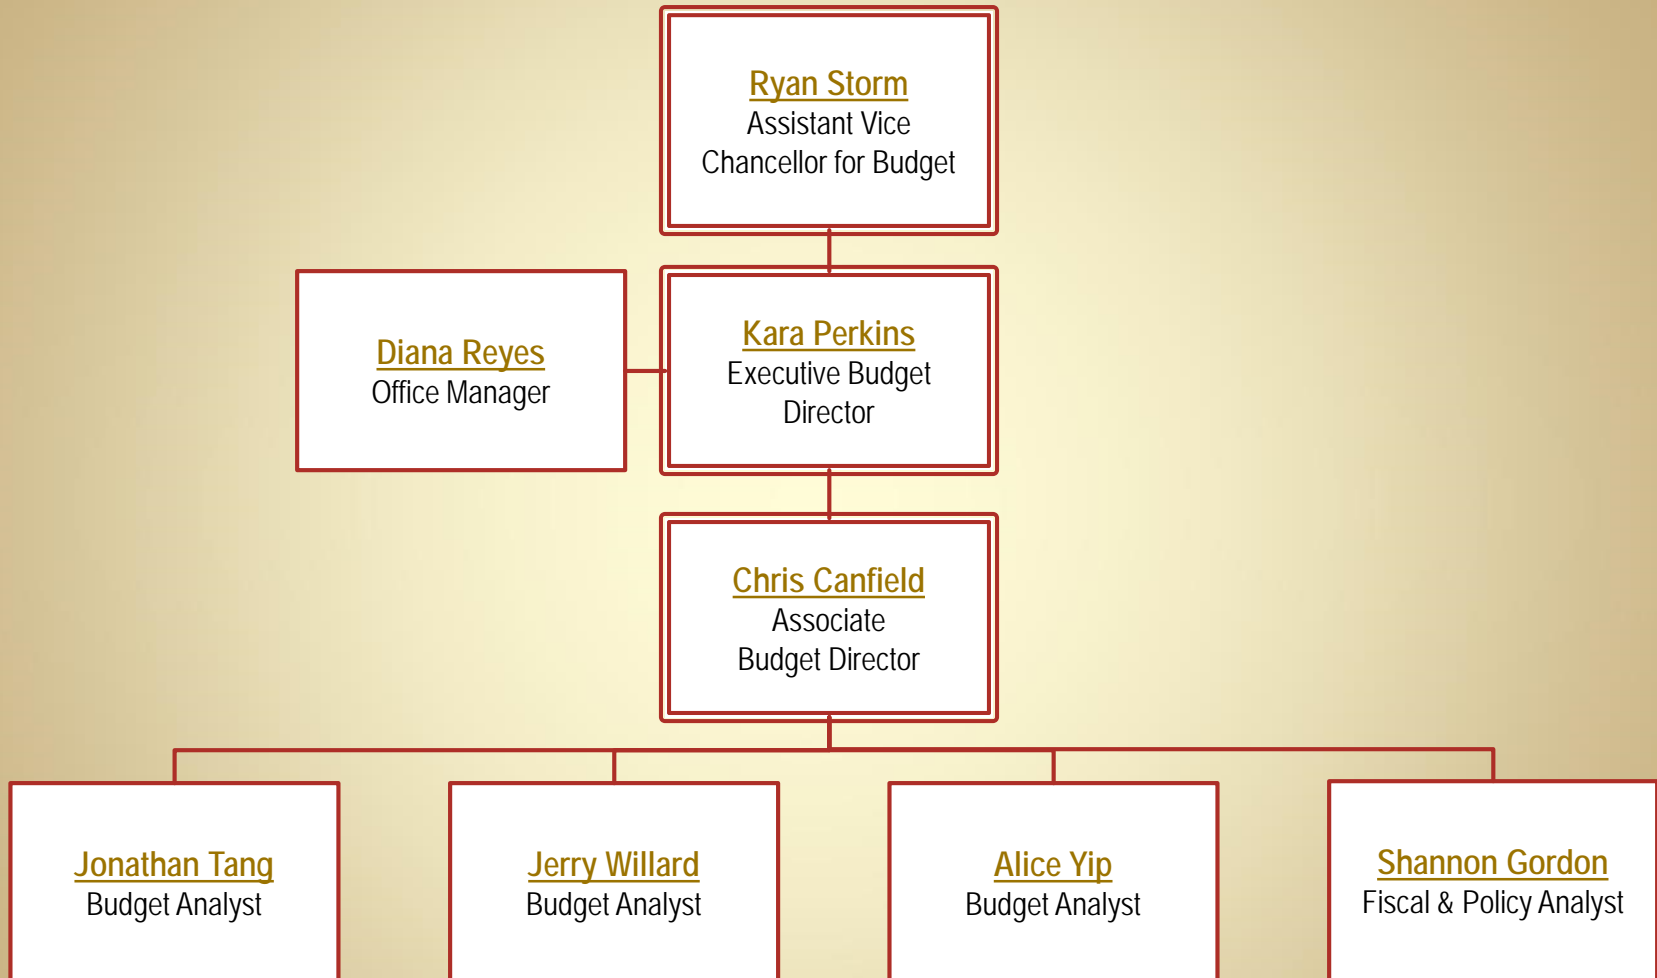 Ryan Storm
Assistant Vice
Chancellor for Budget
Diana Reyes
Office Manager
Kara Perkins
Executive Budget
Director
Chris Canfield
Associate
Budget Director
Jonathan Tang
Budget Analyst
Jerry Willard
Budget Analyst
Alice Yip
Budget Analyst
Shannon Gordon
Fiscal & Policy Analyst